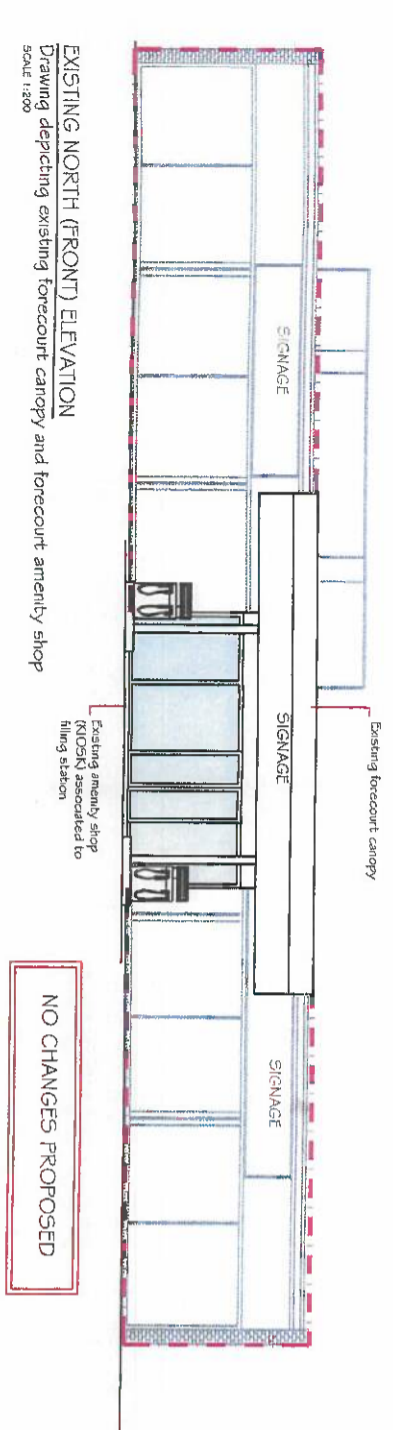 Existing forecourt canopy
SIGNAGE
SIGNAGE
SIGNAGE
Existing amenity shop
(KIOSK) associated to
filling station
EXISTING NORTH (FRONT) ELEVATION
Drawing depicting existing forecourt canopy and forecourt amenity shop
SCALE 1:200
NO CHANGES PROPOSED